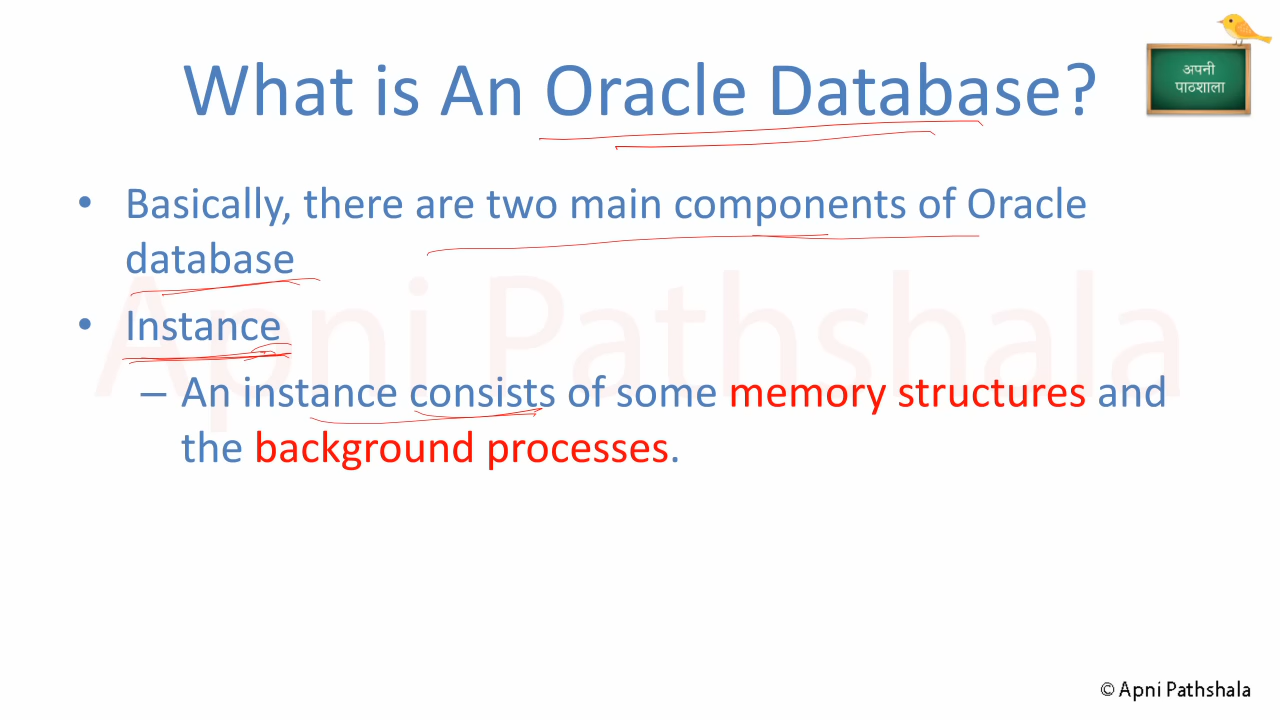 What is An Oracle Database?
अपनी
पाठशाला
• Basically, there are two main components of Oracle
database
• Instance
– An instance consists of some memory structures and
the background processes.
Apni Pathshala
© Apni Pathshala